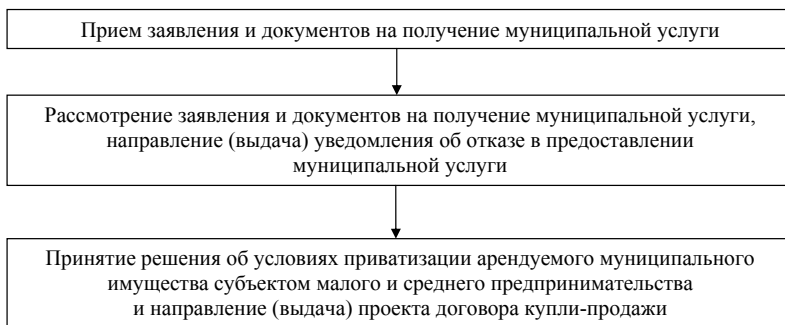 Прием заявления и документов на получение муниципальной услуги
Рассмотрение заявления и документов на получение муниципальной услуги,
направление (выдача) уведомления об отказе в предоставлении
муниципальной услуги
Принятие решения об условиях приватизации арендуемого муниципального
имущества субъектом малого и среднего предпринимательства
и направление (выдача) проекта договора купли-продажи